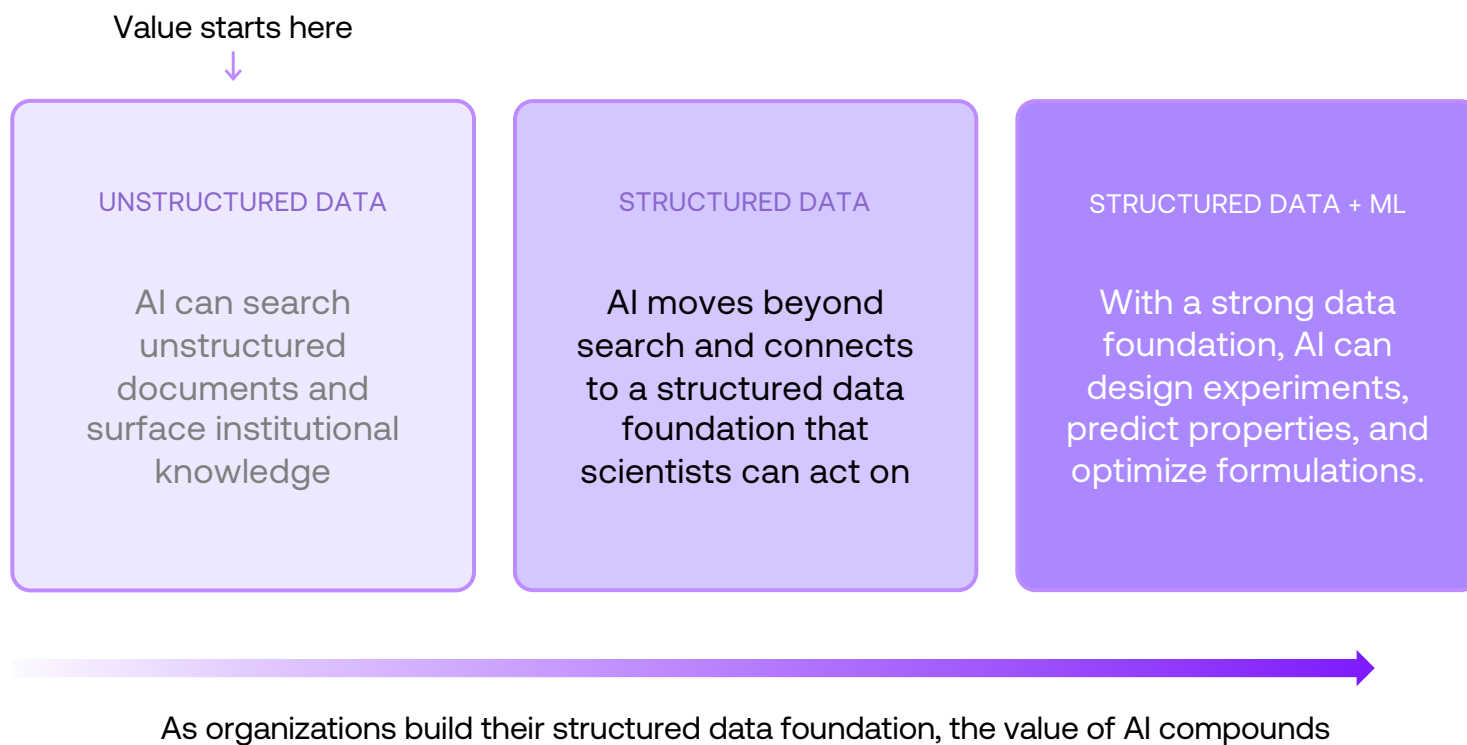 Value starts here
UNSTRUCTURED DATA
AI can search
unstructured
documents and
surface institutional
knowledge
STRUCTURED DATA
AI moves beyond
search and connects
to a structured data
foundation that
scientists can act on
STRUCTURED DATA + ML
With a strong data
foundation, AI can
design experiments,
predict properties, and
optimize formulations.
As organizations build their structured data foundation, the value of AI compounds